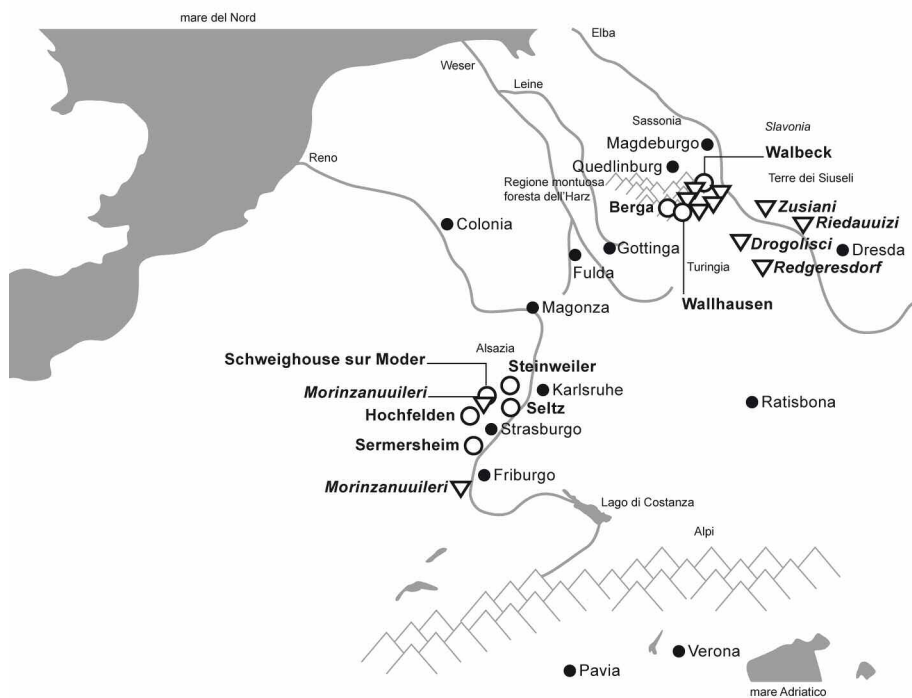 mare del Nord
Elba
Weser
Leine
Sassonia
Slavonia
Magdeburgo
Walbeck
Reno
Quedlinburg
Terre dei Siuseli
Regione montuosa
foresta dell'Harz
Berga
Zusiani
Riedauuizi
Colonia
Gottinga
Drogolisci
Dresda
Fulda
Turingia
Redgeresdorf
Wallhausen
Magonza
Alsazia
Schweighouse sur Moder
Steinweiler
Morinzanuuileri
Karlsruhe
Seltz
Hochfelden
Ratisbona
Strasburgo
Sermersheim
Friburgo
Morinzanuuileri
Lago di Costanza
Alpi
Verona
Pavia
mare Adriatico